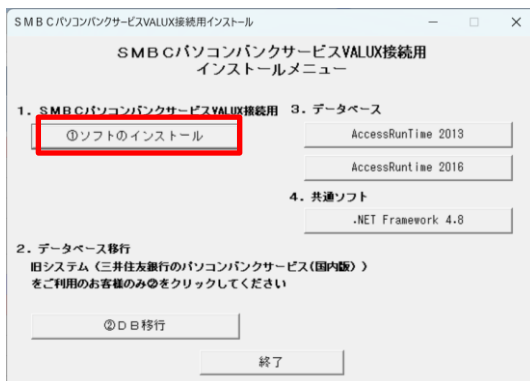 SMBCパソコンバンクサービスVALUX接続用インストール
SMBCパソコンバンクサービスVALUX接続用
インストールメニュー
1．SMBCパソコンバンクサービスVALUX接続用
①ソフトのインストール
3．データベース
AccessRunTime 2013
AccessRuntime 2016
4．共通ソフト
.NET Framework 4.8
2．データベース移行
旧システム（三井住友銀行のパソコンバンクサービス(国内版)）
をご利用のお客様のみ②をクリックしてください
②ＤＢ移行
終了